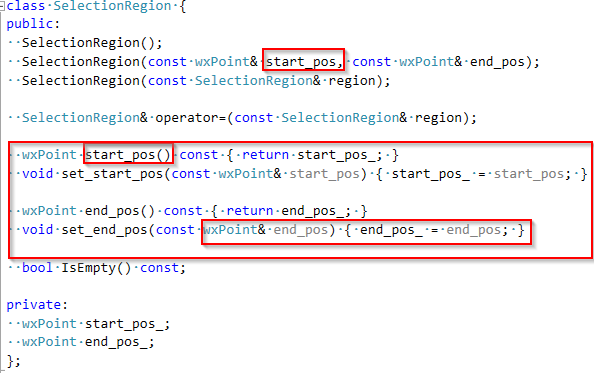 class SelectionRegion {
public:
  SelectionRegion();
  SelectionRegion(const wxPoint& start_pos, const wxPoint& end_pos);
  SelectionRegion(const SelectionRegion& region);
  SelectionRegion& operator=(const SelectionRegion& region);
  wxPoint start_pos() const { return start_pos_; }
  void set_start_pos(const wxPoint& start_pos) { start_pos_ = start_pos; }
  wxPoint end_pos() const { return end_pos_; }
  void set_end_pos(const wxPoint& end_pos) { end_pos_ = end_pos; }
  bool IsEmpty() const;
private:
  wxPoint start_pos_;
  wxPoint end_pos_;
};